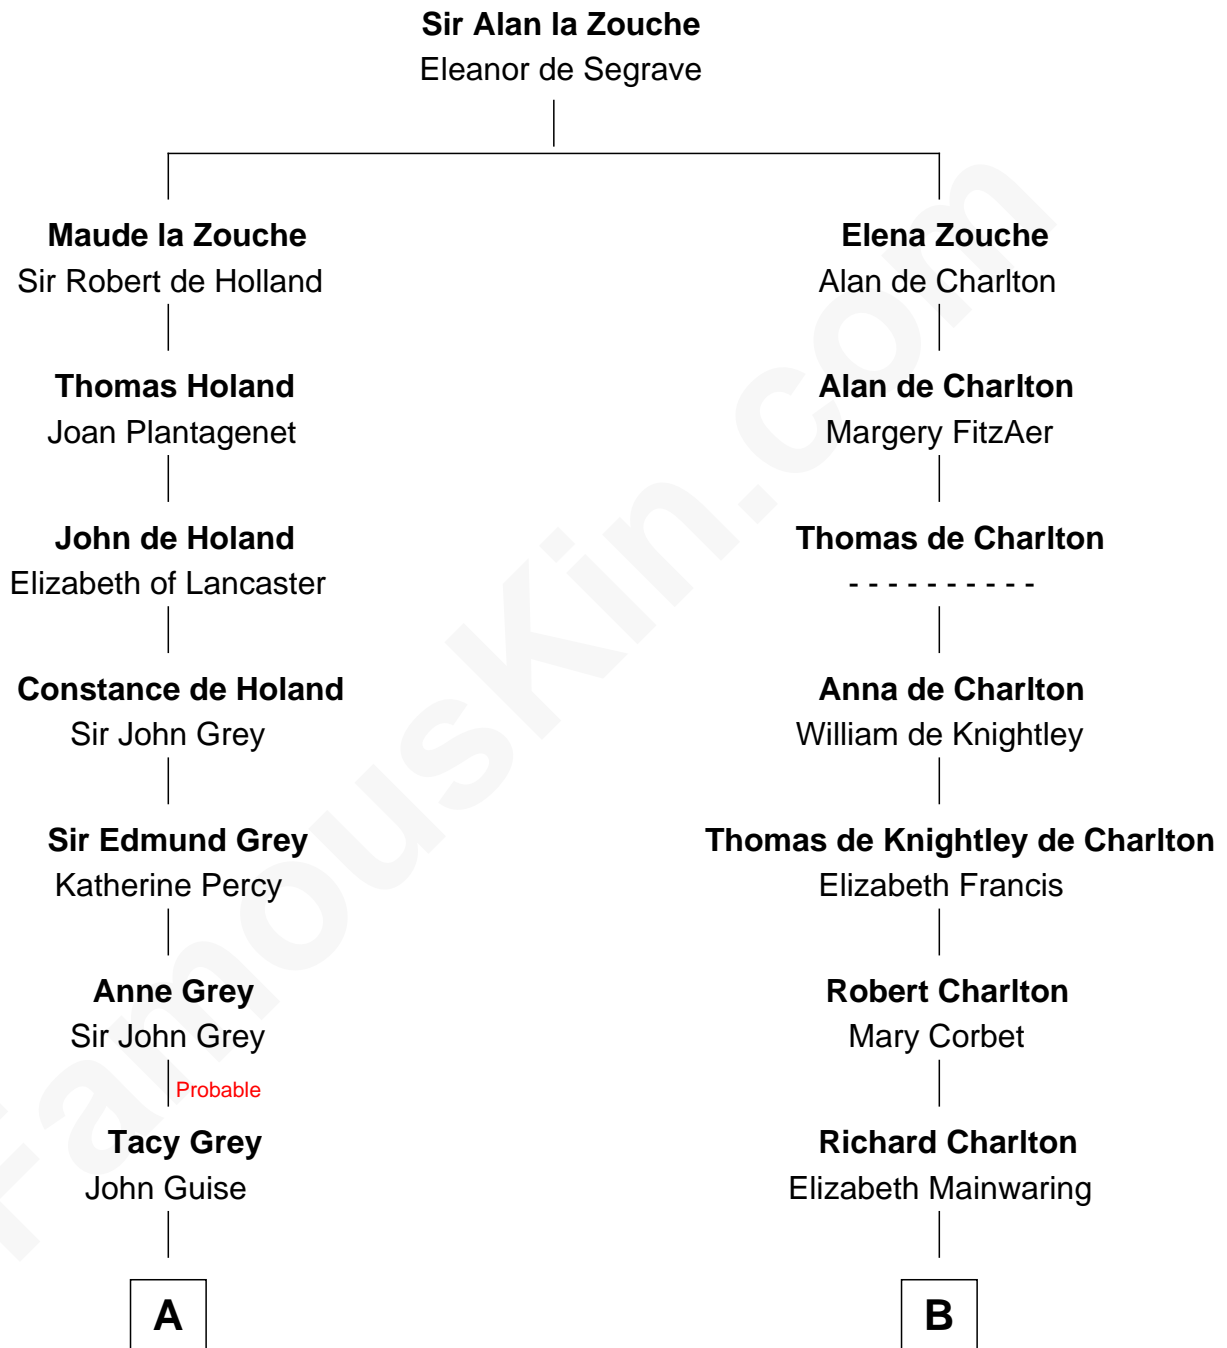 Sir Alan la Zouche
Eleanor de Segrave
Maude la Zouche
Sir Robert de Holland
Thomas Holand
Joan Plantagenet
John de Holand
Elizabeth of Lancaster
Constance de Holand
Sir John Grey
Sir Edmund Grey
Katherine Percy
Anne Grey
Sir John Grey
Probable
Tacy Grey
John Guise
A
Elena Zouche
Alan de Charlton
Alan de Charlton
Margery FitzAer
Thomas de Charlton
- - - - - - - - - -
Anna de Charlton
William de Knightley
Thomas de Knightley de Charlton
Elizabeth Francis
Robert Charlton
Mary Corbet
Richard Charlton
Elizabeth Mainwaring
B
FamousKin.com